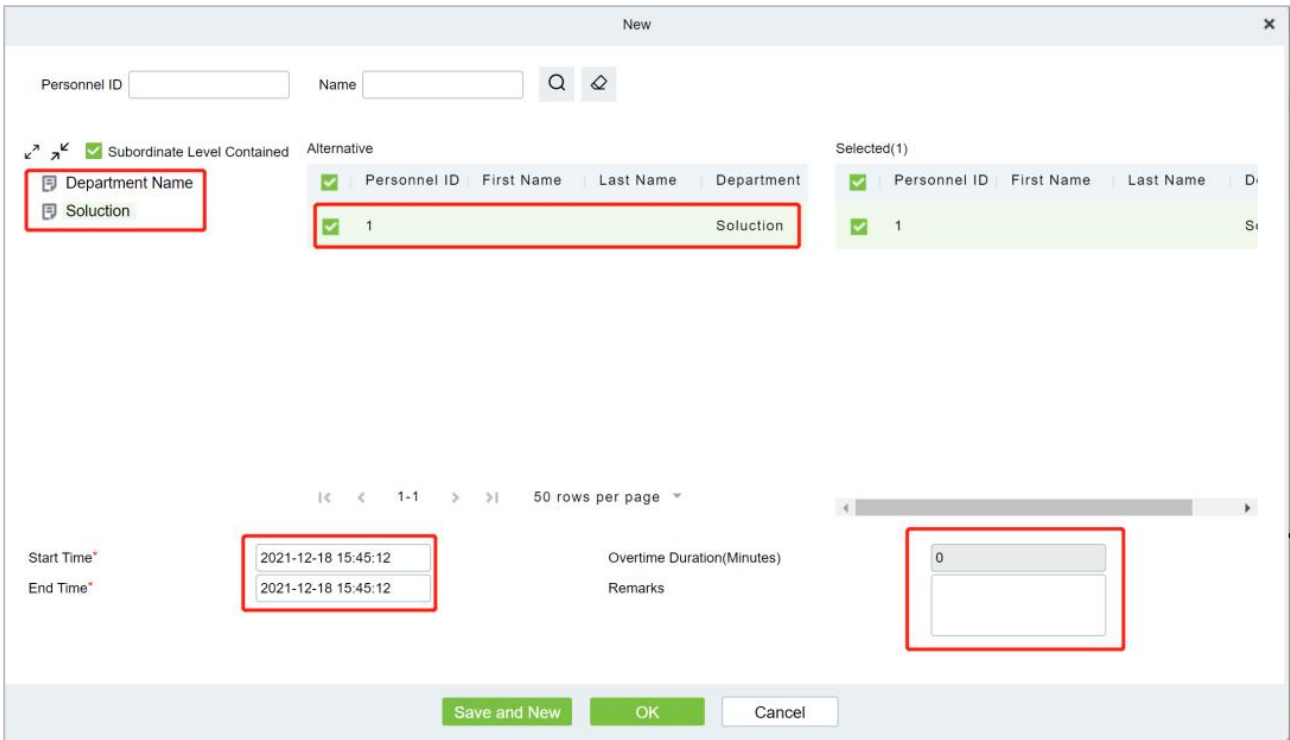 New
Personnel ID Name
Subordinate Level Contained Alternative Selected(1)
Department Name
Soluction
Personnel ID First Name Last Name Department
1 Soluction
Personnel ID First Name Last Name D
1 S
1-1 50 rows per page
Start Time* 2021-12-18 15:45:12 Overtime Duration(Minutes) 0
End Time* 2021-12-18 15:45:12 Remarks
Save and New OK Cancel